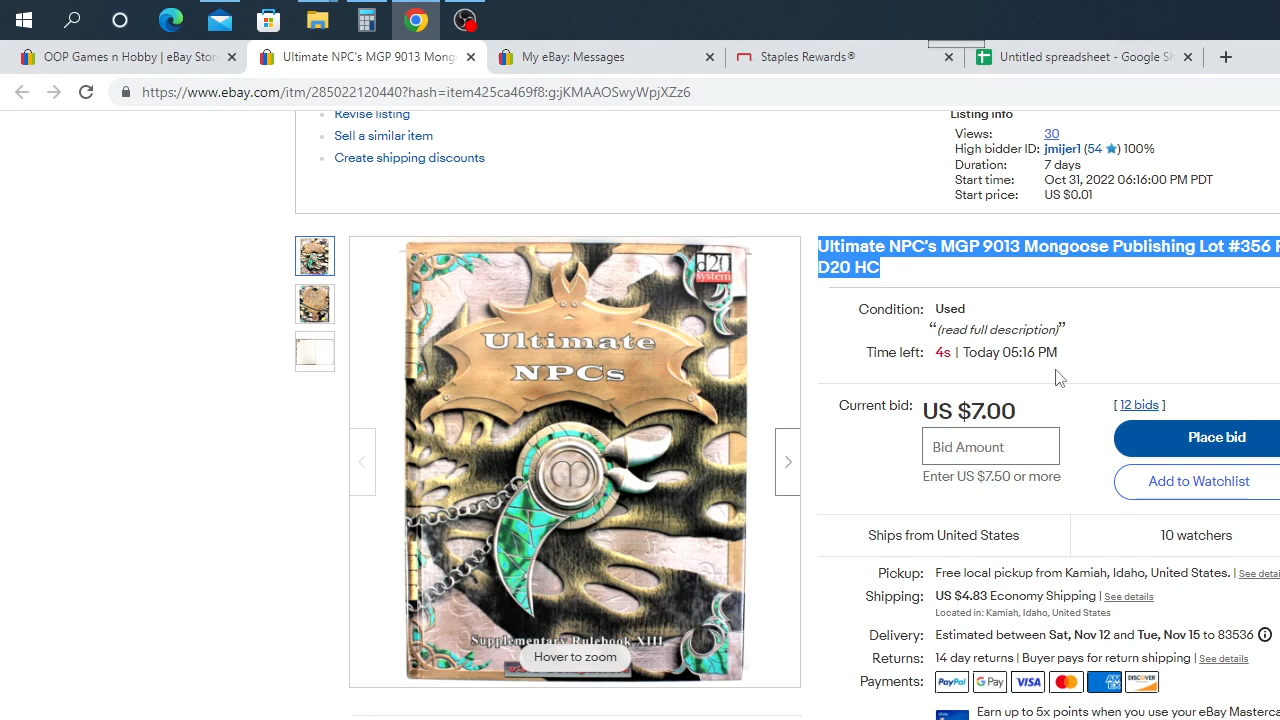 OOP Games n Hobby | eBay Stor
Ultimate NPC's MGP 9013 Mong
My eBay: Messages
Staples Rewards®
Untitled spreadsheet - Google Sh
https://www.ebay.com/itm/285022120440?hash=item425ca469f8:g:jKMAAOSwyWpjXZz6
Revise listing
Sell a similar item
Create shipping discounts
Listing info
Views: 30
High bidder ID: jmijer1 (54 ★) 100%
Duration: 7 days
Start time: Oct 31, 2022 06:16:00 PM PDT
Start price: US $0.01
d20
system
Ultimate
NPCs
Supplementary Rulebook XIII
Hover to zoom
Ultimate NPC's MGP 9013 Mongoose Publishing Lot #356
D20 HC
Condition: Used
“(read full description)”
Time left: 4s | Today 05:16 PM
Current bid: US $7.00 [ 12 bids ]
Bid Amount
Place bid
Enter US $7.50 or more
Add to Watchlist
Ships from United States
10 watchers
Pickup: Free local pickup from Kamiah, Idaho, United States. | See detai
Shipping: US $4.83 Economy Shipping | See details
Located in: Kamiah, Idaho, United States
Delivery: Estimated between Sat, Nov 12 and Tue, Nov 15 to 83536
Returns: 14 day returns | Buyer pays for return shipping | See details
Payments: PayPal G Pay VISA DISCOVER
Earn up to 5x points when you use your eBay Masterca